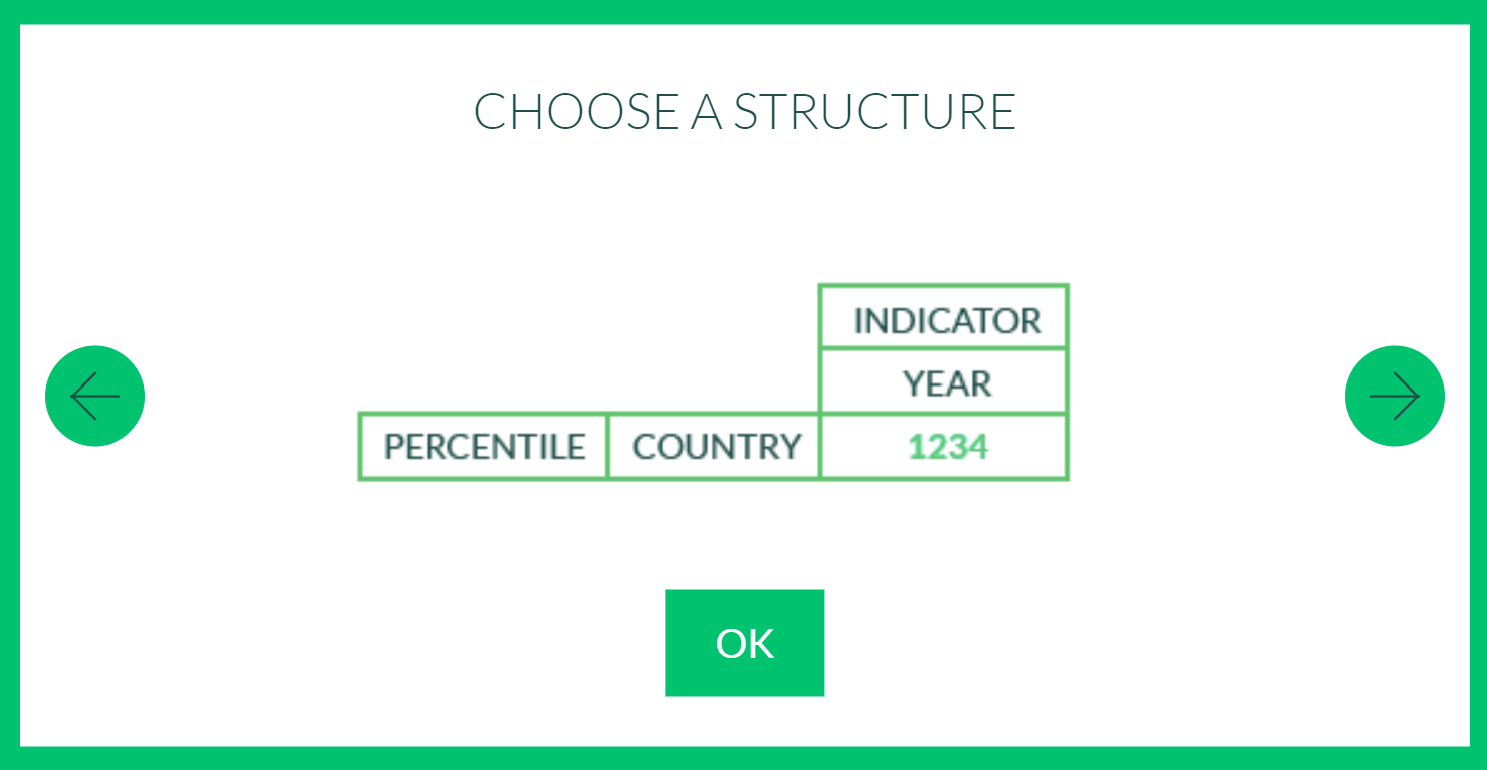 CHOOSE A STRUCTURE
INDICATOR
YEAR
PERCENTILE COUNTRY 1234
OK